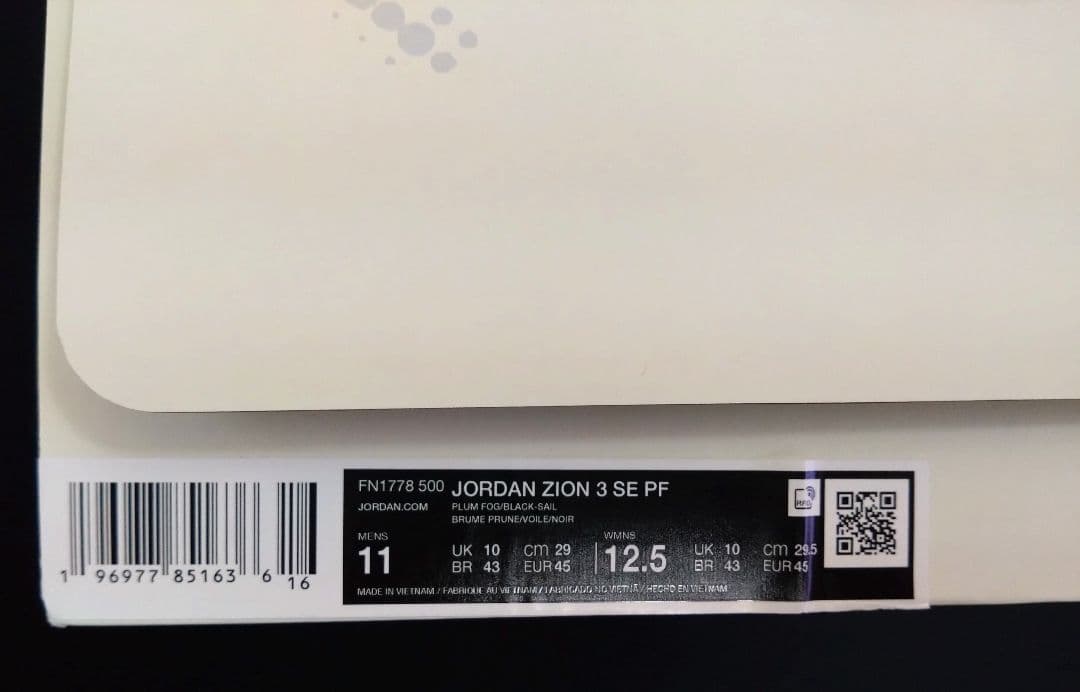 FN1778 500 JORDAN ZION 3 SE PF
JORDAN.COM PLUM FOG/BLACK-SAIL
BRUME PRUNE/VOILE/NOIR
MENS
11
UK 10 CM 29
BR 43 EUR 45
WMNS
12.5
UK 10 CM 29.5
BR 43 EUR 45
MADE IN VIETNAM / FABRIQUÉ AU VIETNAM / FABRICADO NO VIETNÃ / HECHO EN VIETNAM
RFID
1 96977 85163 6
16